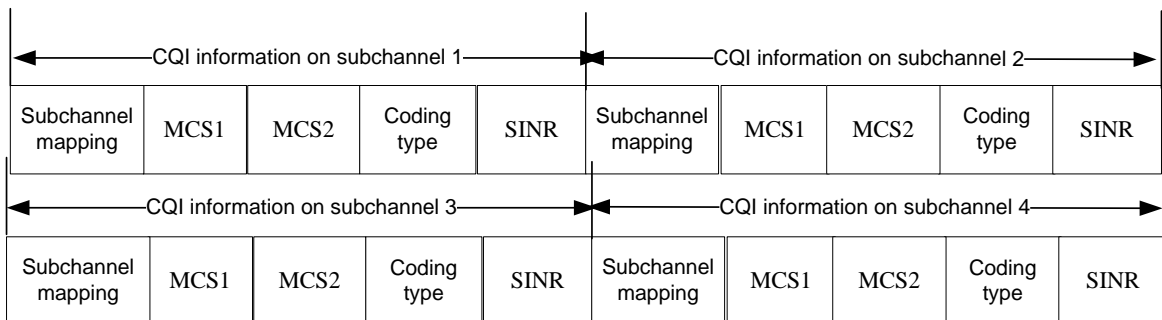 CQI information on subchannel 1 CQI information on subchannel 2
Subchannel mapping MCS1 MCS2 Coding type SINR Subchannel mapping MCS1 MCS2 Coding type SINR
CQI information on subchannel 3 CQI information on subchannel 4
Subchannel mapping MCS1 MCS2 Coding type SINR Subchannel mapping MCS1 MCS2 Coding type SINR